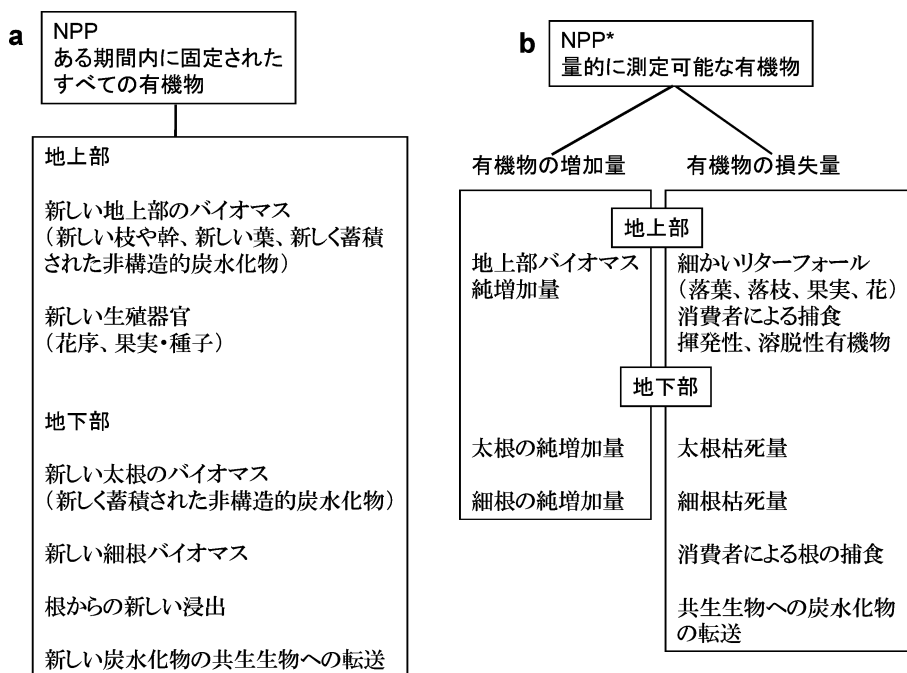 a
NPP
ある期間内に固定された
すべての有機物
地上部
新しい地上部のバイオマス
（新しい枝や幹、新しい葉、新しく蓄積
された非構造的炭水化物）
新しい生殖器官
（花序、果実・種子）
地下部
新しい太根のバイオマス
（新しく蓄積された非構造的炭水化物）
新しい細根バイオマス
根からの新しい浸出
新しい炭水化物の共生生物への転送
b
NPP*
量的に測定可能な有機物
有機物の増加量
有機物の損失量
地上部
地上部バイオマス
純増加量
細かいリターフォール
（落葉、落枝、果実、花）
消費者による捕食
揮発性、溶脱性有機物
地下部
太根の純増加量
太根枯死量
細根の純増加量
細根枯死量
消費者による根の捕食
共生生物への炭水化物
の転送